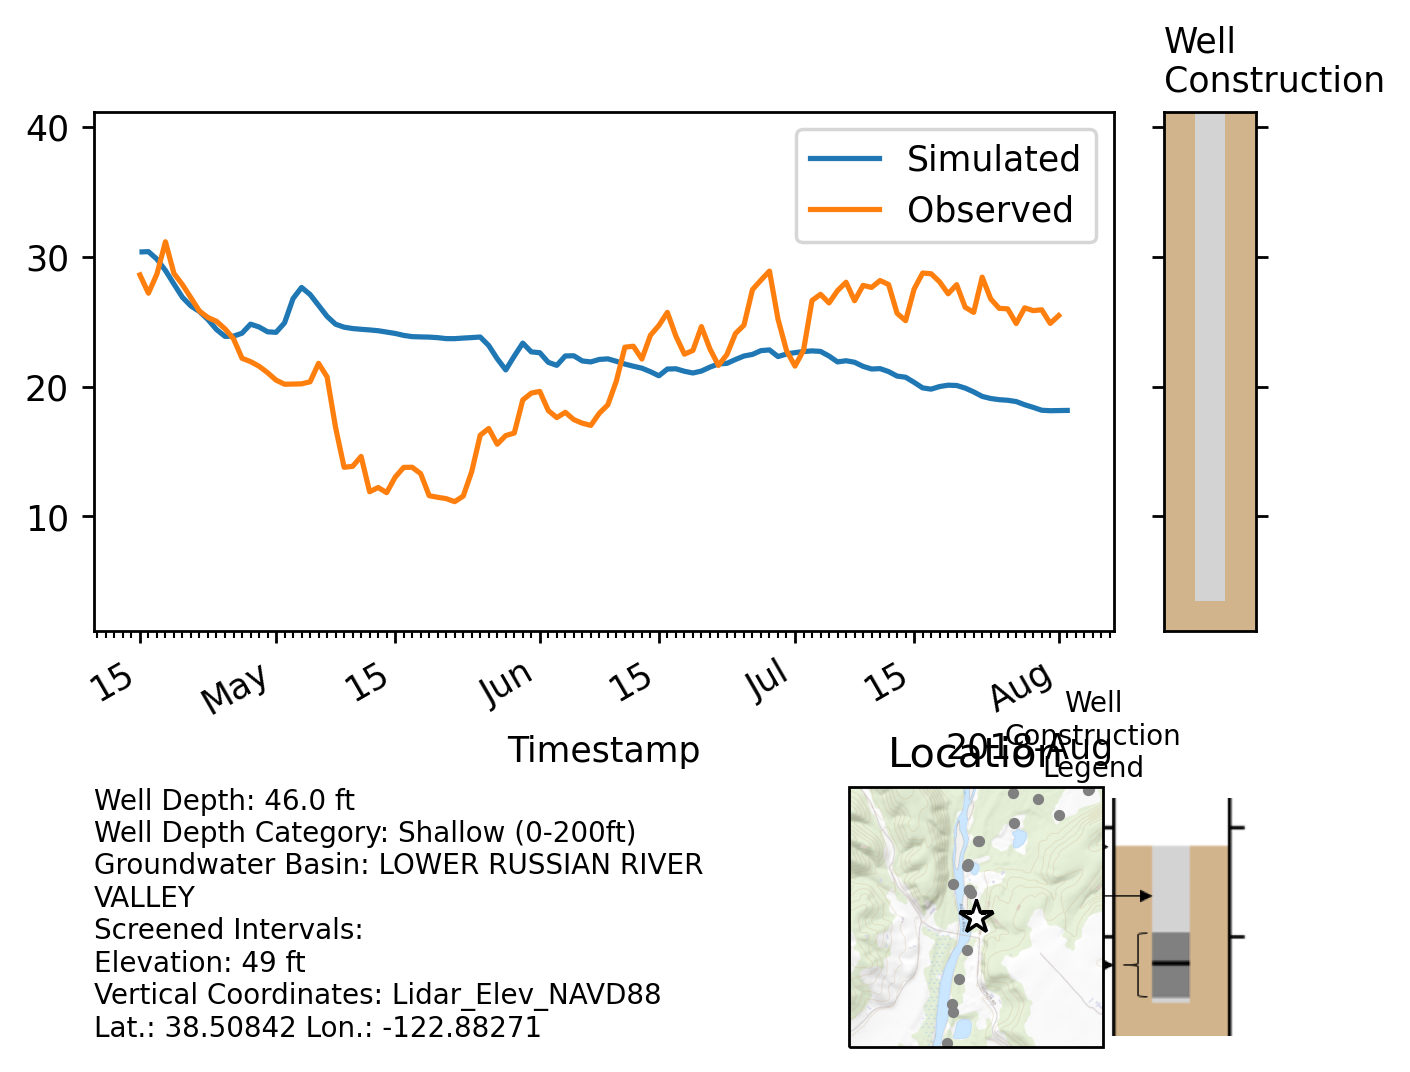 Well
Construction
40
30
20
10
Simulated
Observed
15
May
15
Jun
15
Jul
15
Aug
Timestamp
2018-Aug
Location
Well
Construction
Legend
Well Depth: 46.0 ft
Well Depth Category: Shallow (0-200ft)
Groundwater Basin: LOWER RUSSIAN RIVER
VALLEY
Screened Intervals:
Elevation: 49 ft
Vertical Coordinates: Lidar_Elev_NAVD88
Lat.: 38.50842 Lon.: -122.88271